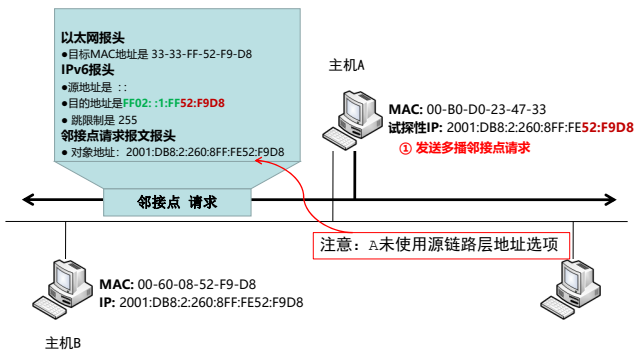 以太网报头
●目标MAC地址是 33-33-FF-52-F9-D8
IPv6报头
●源地址是 ::
●目的地址是FF02: :1:FF52:F9D8
● 跳限制是 255
邻接点请求报文报头
● 对象地址：2001:DB8:2:260:8FF:FE52:F9D8
邻接点 请求
主机A
MAC: 00-B0-D0-23-47-33
试探性IP: 2001:DB8:2:260:8FF:FE52:F9D8
① 发送多播邻接点请求
注意：A未使用源链路层地址选项
MAC: 00-60-08-52-F9-D8
IP: 2001:DB8:2:260:8FF:FE52:F9D8
主机B